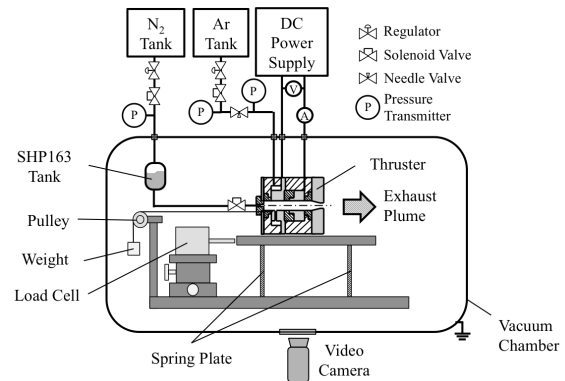 N2
Tank
Ar
Tank
DC
Power
Supply
Regulator
Solenoid Valve
Needle Valve
P
Pressure
Transmitter
V
A
P
P
P
SHP163
Tank
Thruster
Exhaust
Plume
Pulley
Weight
Load Cell
Spring Plate
Video
Camera
Vacuum
Chamber